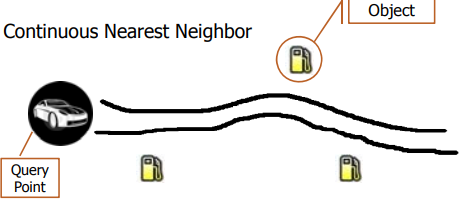 Object
Continuous Nearest Neighbor
Query
Point